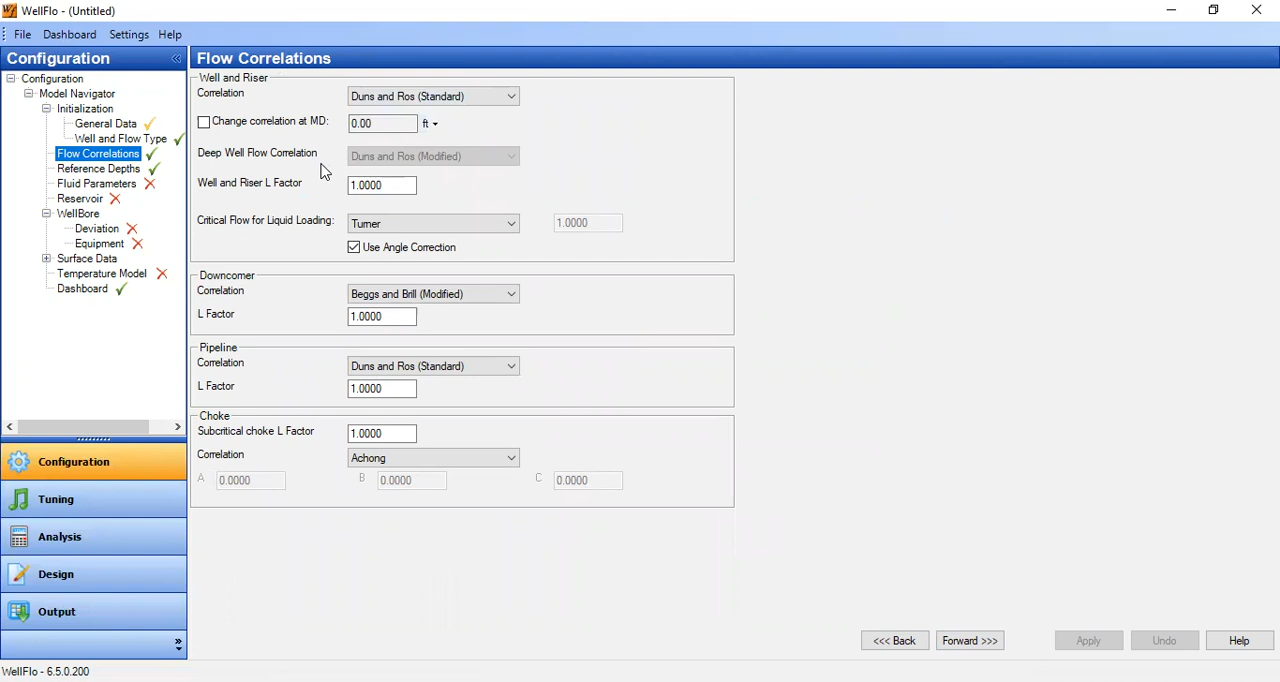 WellFlo - (Untitled)
File Dashboard Settings Help
Configuration «
Flow Correlations
Configuration
Model Navigator
Initialization
General Data
Well and Flow Type
Flow Correlations
Reference Depths
Fluid Parameters
Reservoir
WellBore
Deviation
Equipment
Surface Data
Temperature Model
Dashboard
Configuration
Tuning
Analysis
Design
Output
»
Well and Riser
Correlation Duns and Ros (Standard)
Change correlation at MD: 0.00 ft
Deep Well Flow Correlation Duns and Ros (Modified)
Well and Riser L Factor 1.0000
Critical Flow for Liquid Loading: Turner 1.0000
Use Angle Correction
Downcomer
Correlation Beggs and Brill (Modified)
L Factor 1.0000
Pipeline
Correlation Duns and Ros (Standard)
L Factor 1.0000
Choke
Subcritical choke L Factor 1.0000
Correlation Achong
A 0.0000 B 0.0000 C 0.0000
<<< Back Forward >>> Apply Undo Help
WellFlo - 6.5.0.200